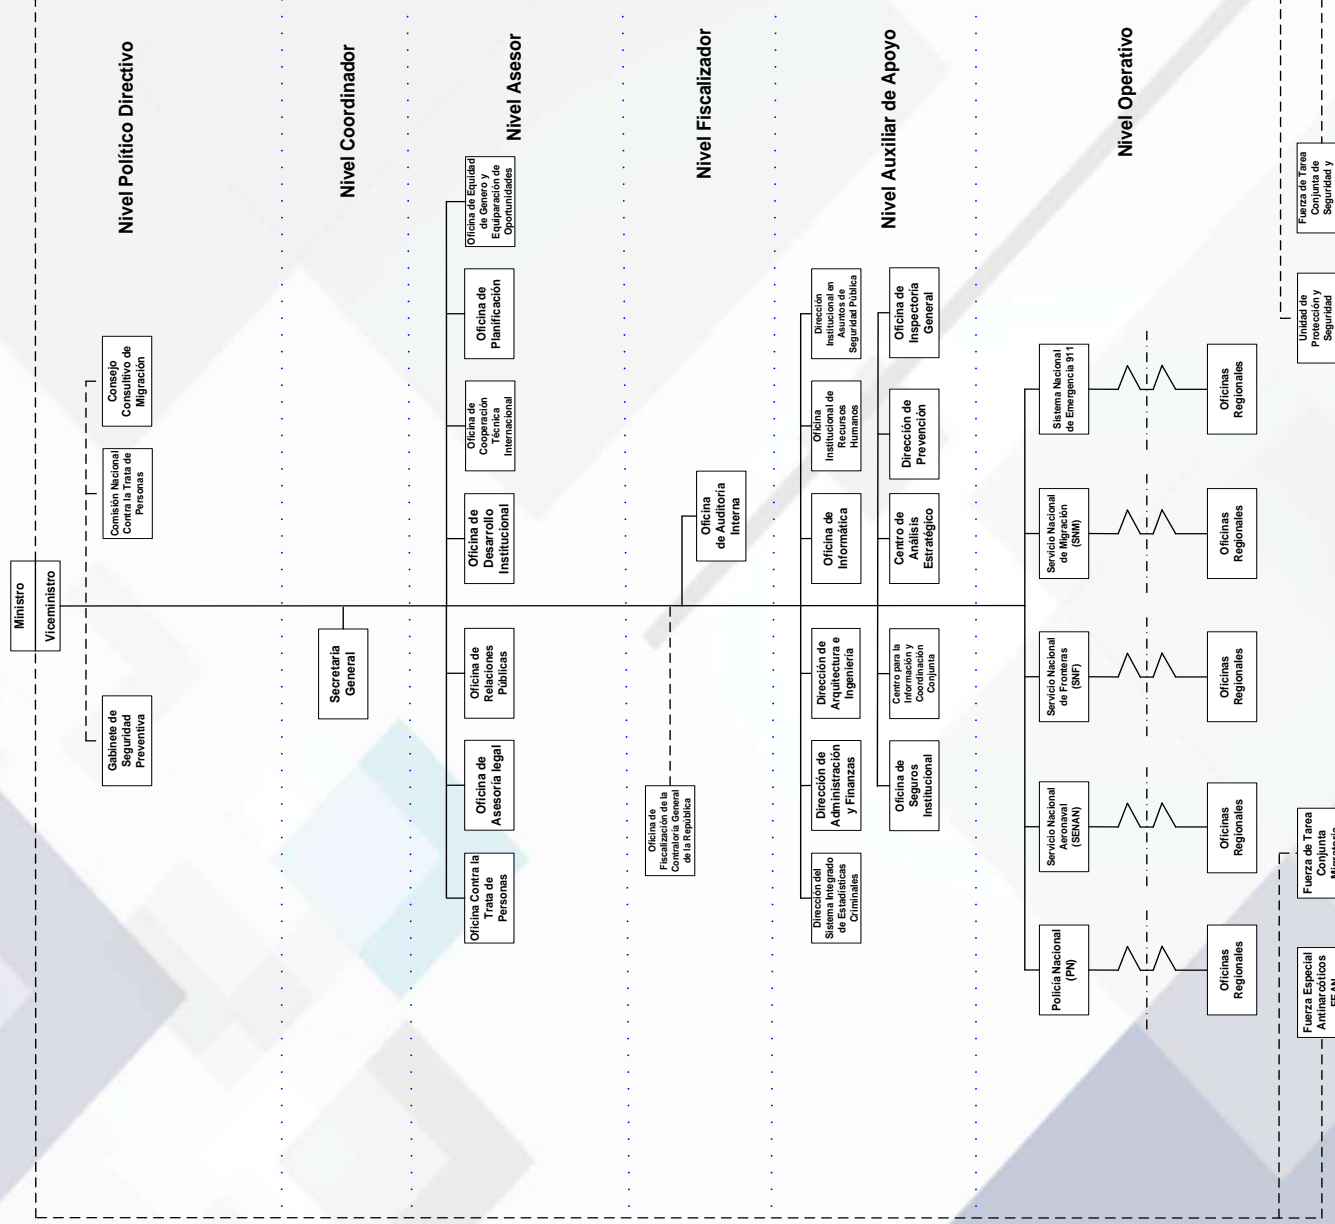 Ministro
Viceministro
Nivel Político Directivo
Gabinete de
Seguridad
Preventiva
Comisión Nacional
Contra la Trata de
Personas
Consejo
Consultivo de
Migración
Nivel Coordinador
Secretaria
General
Nivel Asesor
Oficina Contra la
Trata de
Personas
Oficina de
Asesoría legal
Oficina de
Relaciones
Públicas
Oficina de
Desarrollo
Institucional
Oficina de
Cooperación
Técnica
Internacional
Oficina de
Planificación
Oficina de Equidad
de Genero y
Equiparación de
Oportunidades
Nivel Fiscalizador
Oficina de
Fiscalización de la
Contraloría General
de la República
Oficina
de Auditoría
Interna
Nivel Auxiliar de Apoyo
Dirección del
Sistema Integrado
de Estadísticas
Criminales
Dirección de
Administración
y Finanzas
Dirección de
Arquitectura e
Ingeniería
Oficina de
Informática
Oficina
Institucional de
Recursos
Humanos
Dirección
Institucional en
Asuntos de
Seguridad Pública
Oficina de
Seguros
Institucional
Centro para la
Información y
Coordinación
Conjunta
Centro de
Análisis
Estratégico
Dirección de
Prevención
Oficina de
Inspectoría
General
Nivel Operativo
Policía Nacional
(PN)
Servicio Nacional
Aeronaval
(SENAN)
Servicio Nacional
de Fronteras
(SNF)
Servicio Nacional
de Migración
(SNM)
Sistema Nacional
de Emergencia 911
Oficinas
Regionales
Oficinas
Regionales
Oficinas
Regionales
Oficinas
Regionales
Oficinas
Regionales
Fuerza Especial
Antinarcóticos
Fuerza de Tarea
Conjunta
Unidad de
Protección y
Seguridad
Fuerza de Tarea
Conjunta de
Seguridad y